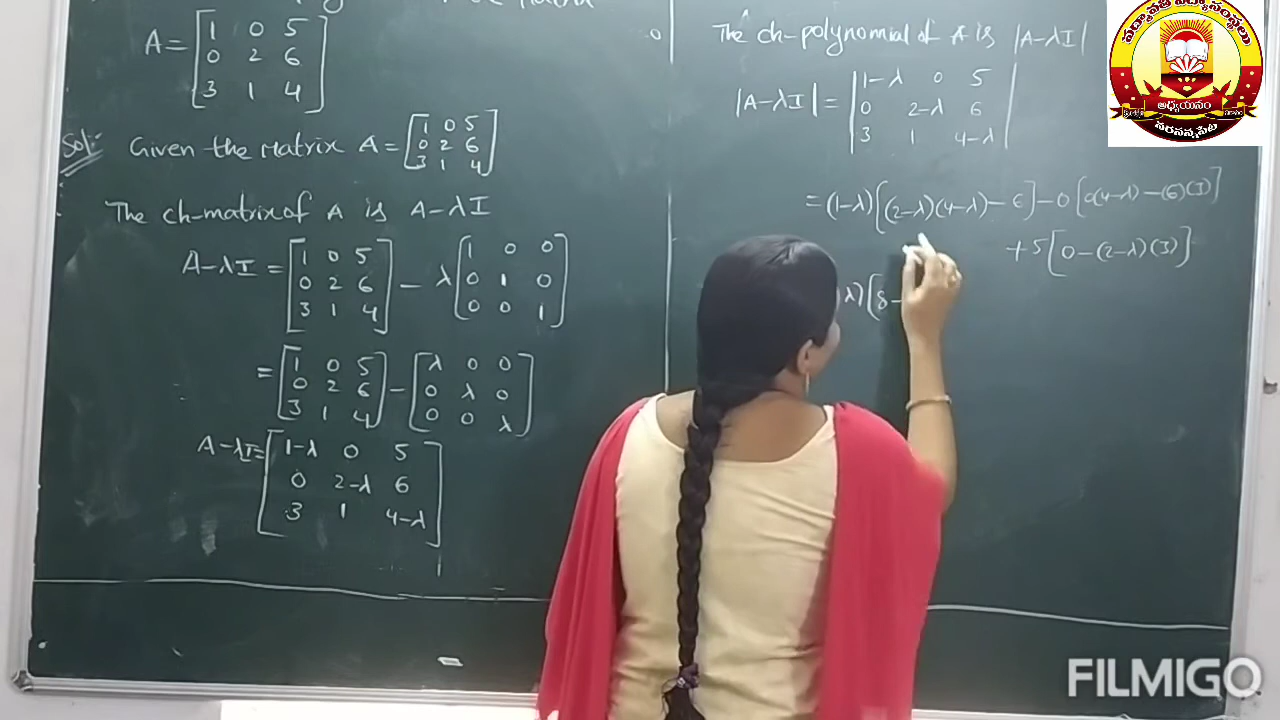 A = [1 0 5
0 2 6
3 1 4]
Sol:- Given the Matrix A = [1 0 5
0 2 6
3 1 4]
The ch-matrix of A is A-λI
A-λI = [1 0 5
0 2 6
3 1 4] - λ [1 0 0
0 1 0
0 0 1]
= [1 0 5
0 2 6
3 1 4] - [λ 0 0
0 λ 0
0 0 λ]
A-λI = [1-λ 0 5
0 2-λ 6
3 1 4-λ]
The ch-polynomial of A is |A-λI|
|A-λI| = |1-λ 0 5
0 2-λ 6
3 1 4-λ|
= (1-λ)[(2-λ)(4-λ)-6] - 0[0(4-λ)-(6)(3)]
+ 5[0-(2-λ)(3)]
λ)[8-
అధ్యయనం
నరసన్నపేట
FILMIGO